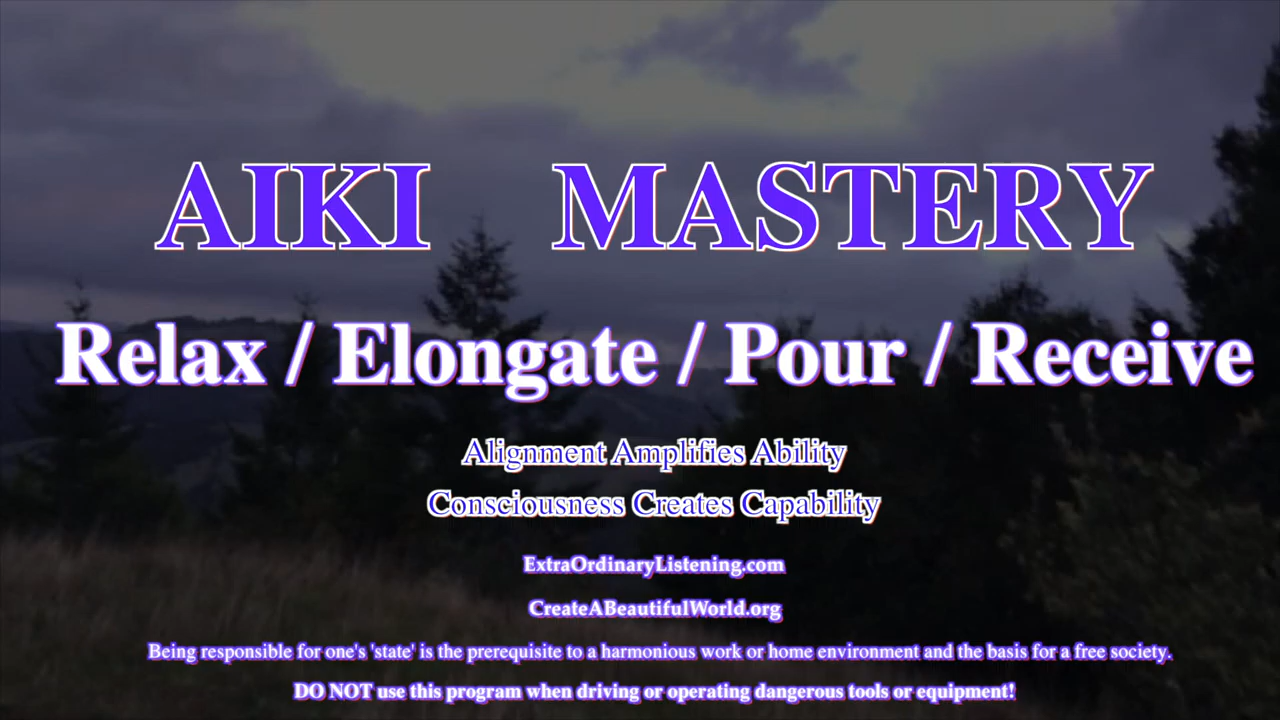 AIKI MASTERY
Relax / Elongate / Pour / Receive
Alignment Amplifies Ability
Consciousness Creates Capability
ExtraOrdinaryListening.com
CreateABeautifulWorld.org
Being responsible for one's 'state' is the prerequisite to a harmonious work or home environment and the basis for a free society.
DO NOT use this program when driving or operating dangerous tools or equipment!